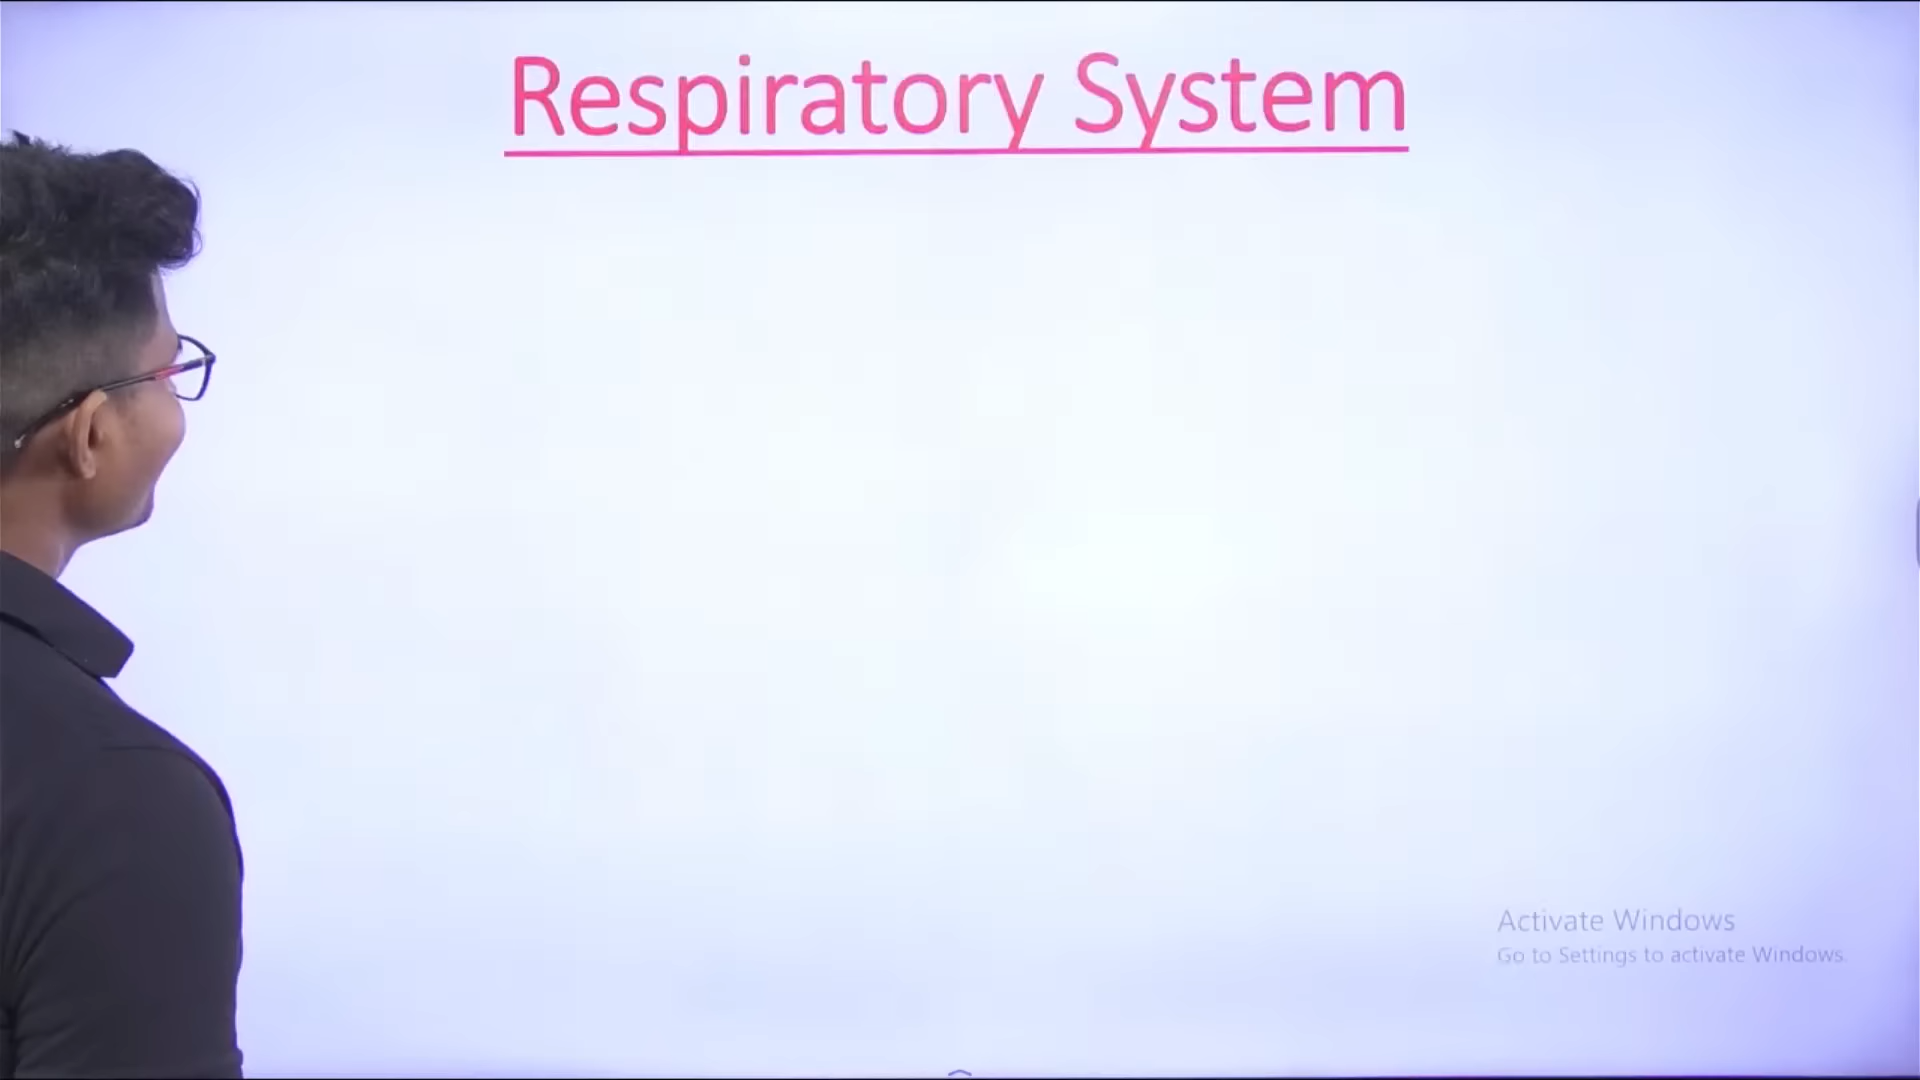 Respiratory System
Activate Windows
Go to Settings to activate Windows.